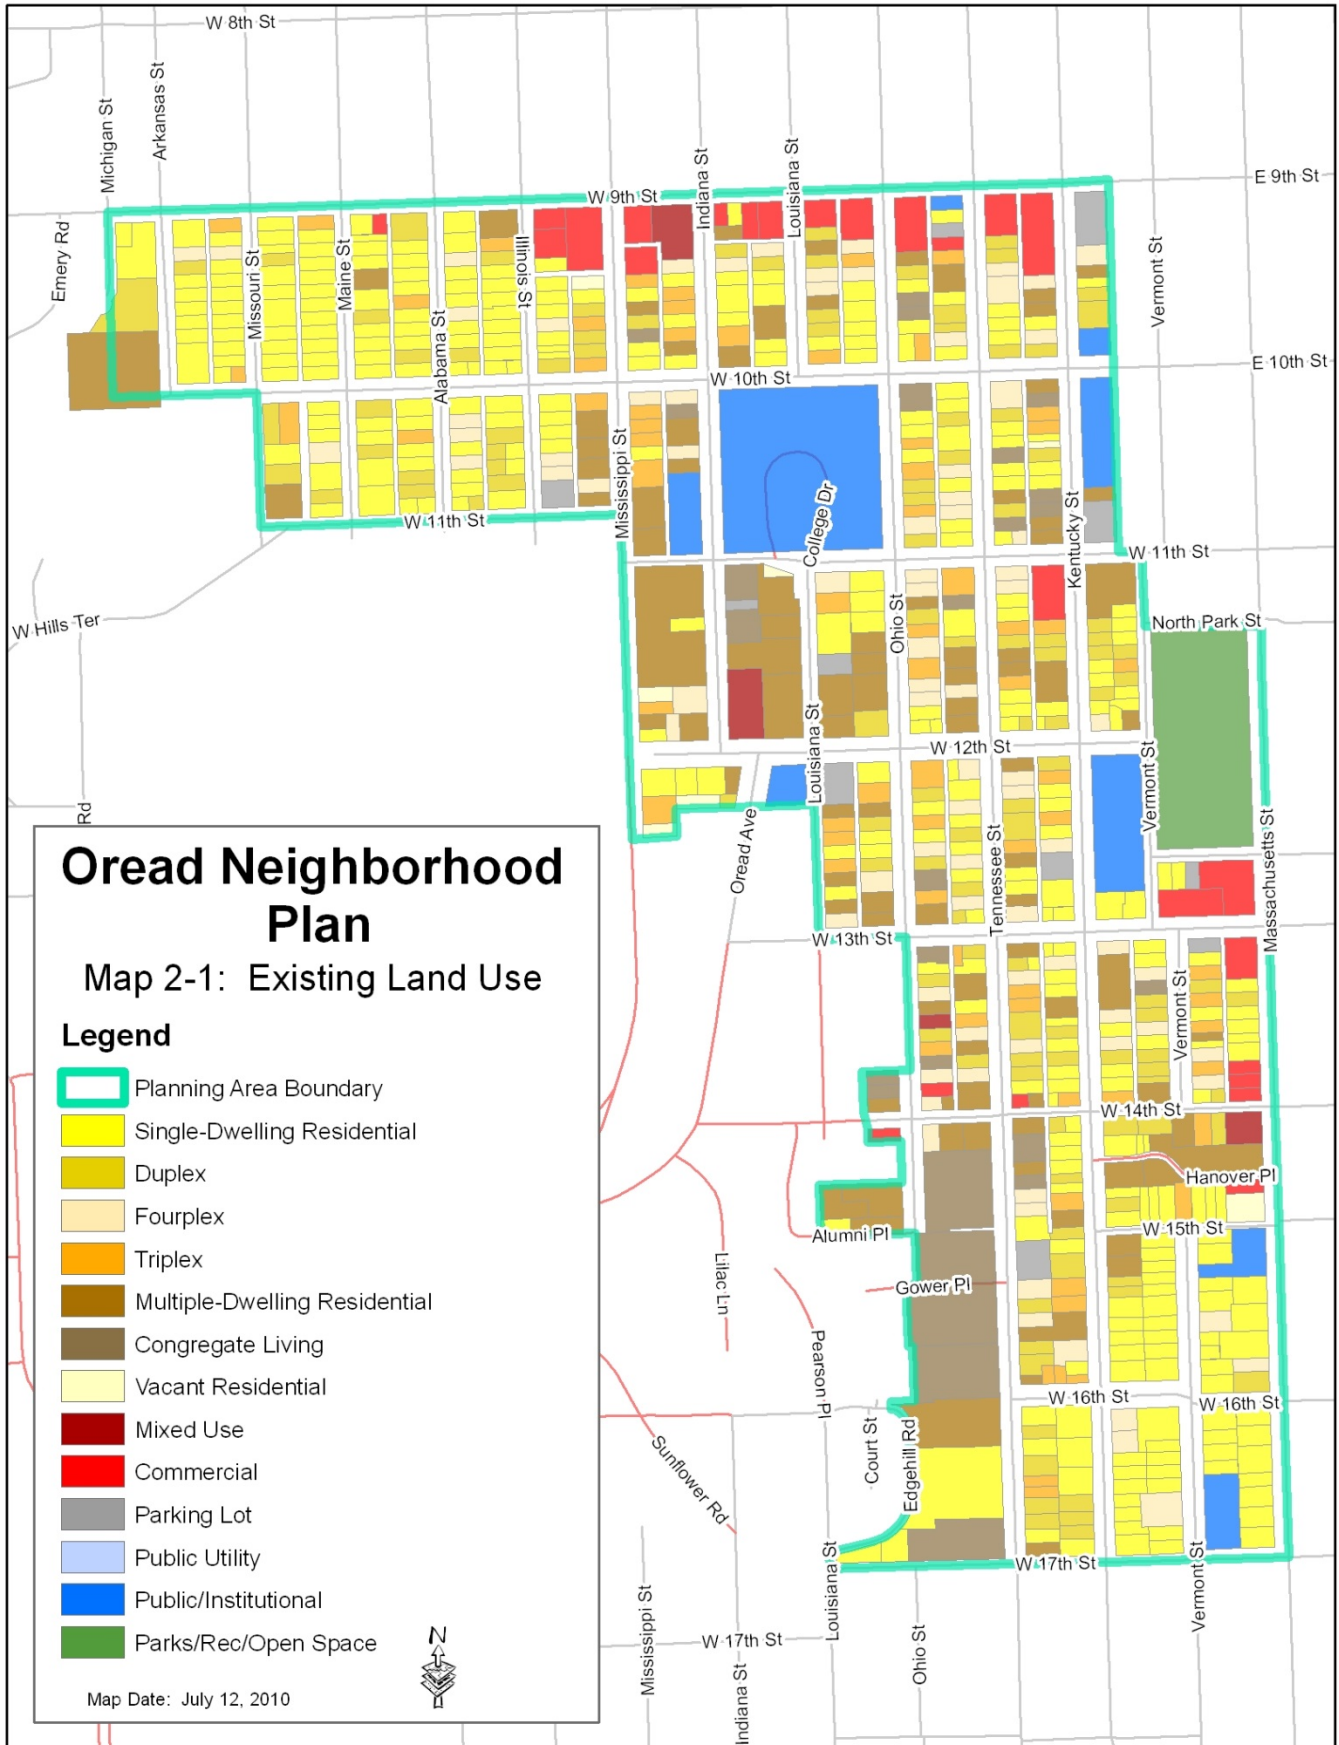 W 8th St
Michigan St
Arkansas St
Indiana St
Louisiana St
W 9th St
E 9th St
Emery Rd
Missouri St
Maine St
Alabama St
Illinois St
Vermont St
E 10th St
W 10th St
Mississippi St
College Dr
Kentucky St
W 11th St
W 11th St
W Hills Ter
Ohio St
North Park St
Louisiana St
W 12th St
Vermont St
Rd
Oread Ave
Tennessee St
Massachusetts St
W 13th St
Vermont St
W 14th St
Hanover Pl
W 15th St
Alumni Pl
Lilac Ln
Gower Pl
Pearson Pl
W 16th St
W 16th St
Court St
Edgehill Rd
Sunflower Rd
W 17th St
Louisiana St
Vermont St
Mississippi St
W 17th St
Indiana St
Ohio St
Oread Neighborhood
Plan
Map 2-1: Existing Land Use
Legend
Planning Area Boundary
Single-Dwelling Residential
Duplex
Fourplex
Triplex
Multiple-Dwelling Residential
Congregate Living
Vacant Residential
Mixed Use
Commercial
Parking Lot
Public Utility
Public/Institutional
Parks/Rec/Open Space
N
Map Date: July 12, 2010